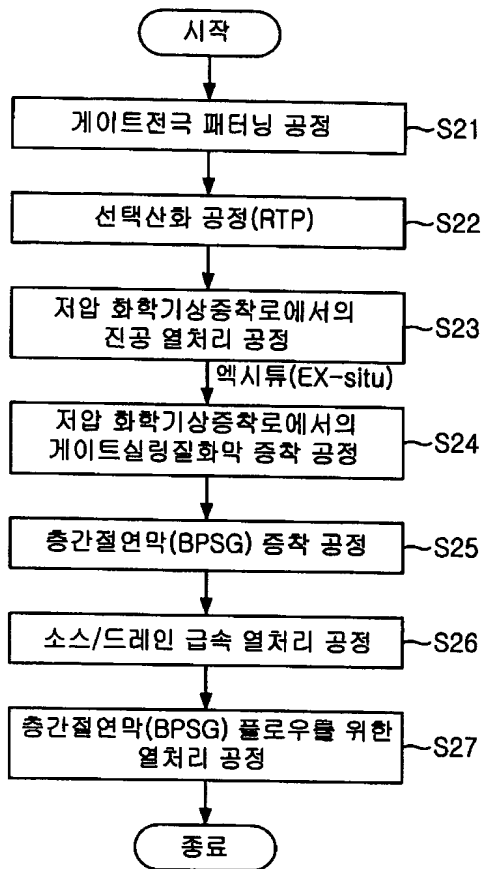 시작
게이트전극 패터닝 공정
S21
선택산화 공정(RTP)
S22
저압 화학기상증착로에서의
진공 열처리 공정
S23
엑시튜(EX-situ)
저압 화학기상증착로에서의
게이트실링질화막 증착 공정
S24
층간절연막(BPSG) 증착 공정
S25
소스/드레인 급속 열처리 공정
S26
층간절연막(BPSG) 플로우를 위한
열처리 공정
S27
종료